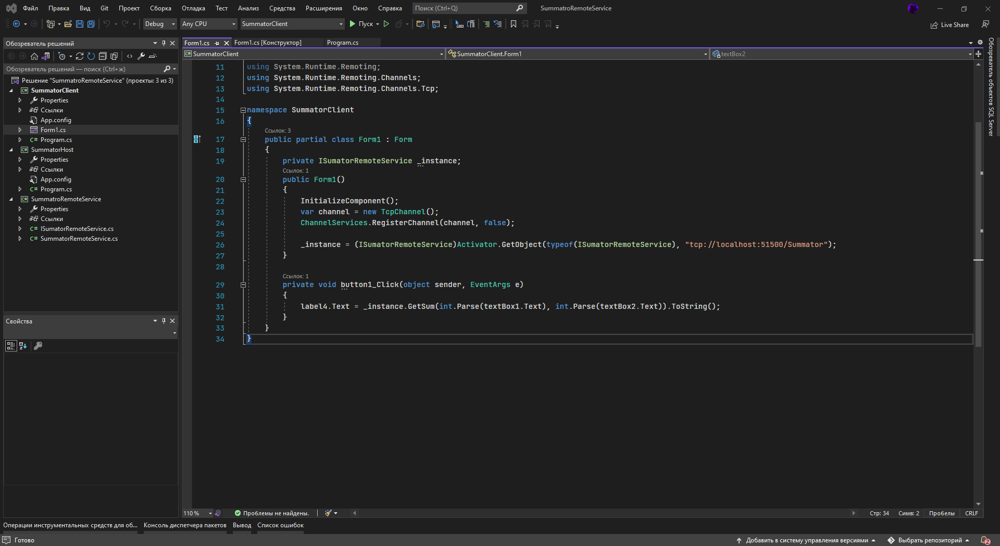 Файл Правка Вид Git Проект Сборка Отладка Тест Анализ Средства Расширения Окно Справка Поиск (Ctrl+Q) SummatroRemoteService
Debug Any CPU SummatorClient Пуск Live Share
Обозреватель решений
Обозреватель решений — поиск (Ctrl+ж)
Решение "SummatroRemoteService" (проекты: 3 из 3)
SummatorClient
Properties
Ссылки
App.config
Form1.cs
C# Program.cs
SummatorHost
Properties
Ссылки
App.config
C# Program.cs
SummatroRemoteService
Properties
Ссылки
C# ISumatorRemoteService.cs
C# SummatorRemoteService.cs
Свойства
Form1.cs Form1.cs [Конструктор] Program.cs
SummatorClient SummatorClient.Form1 textBox2
11 using System.Runtime.Remoting;
12 using System.Runtime.Remoting.Channels;
13 using System.Runtime.Remoting.Channels.Tcp;
14
15 namespace SummatorClient
16 {
Ссылок: 3
17 public partial class Form1 : Form
18 {
19 private ISumatorRemoteService _instance;
Ссылок: 1
20 public Form1()
21 {
22 InitializeComponent();
23 var channel = new TcpChannel();
24 ChannelServices.RegisterChannel(channel, false);
25
26 _instance = (ISumatorRemoteService)Activator.GetObject(typeof(ISumatorRemoteService), "tcp://localhost:51500/Summator");
27 }
28
Ссылок: 1
29 private void button1_Click(object sender, EventArgs e)
30 {
31 label4.Text = _instance.GetSum(int.Parse(textBox1.Text), int.Parse(textBox2.Text)).ToString();
32 }
33 }
34 }
Обозреватель объектов SQL Server
110 % Проблемы не найдены. Стр: 34 Симв: 2 Пробелы CRLF
Операции инструментальных средств для об... Консоль диспетчера пакетов Вывод Список ошибок
Готово Добавить в систему управления версиями Выбрать репозиторий 2